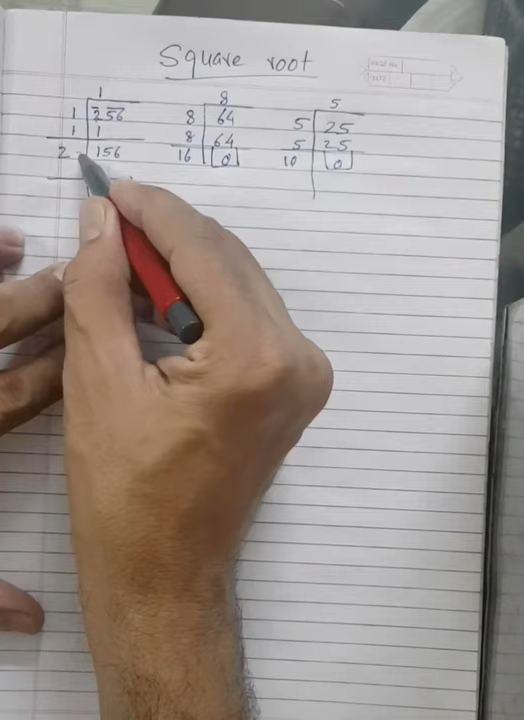 Square root
1 8 5
1 256 8 64 5 25
1 1 8 64 5 25
2 - 156 16 0 10 0